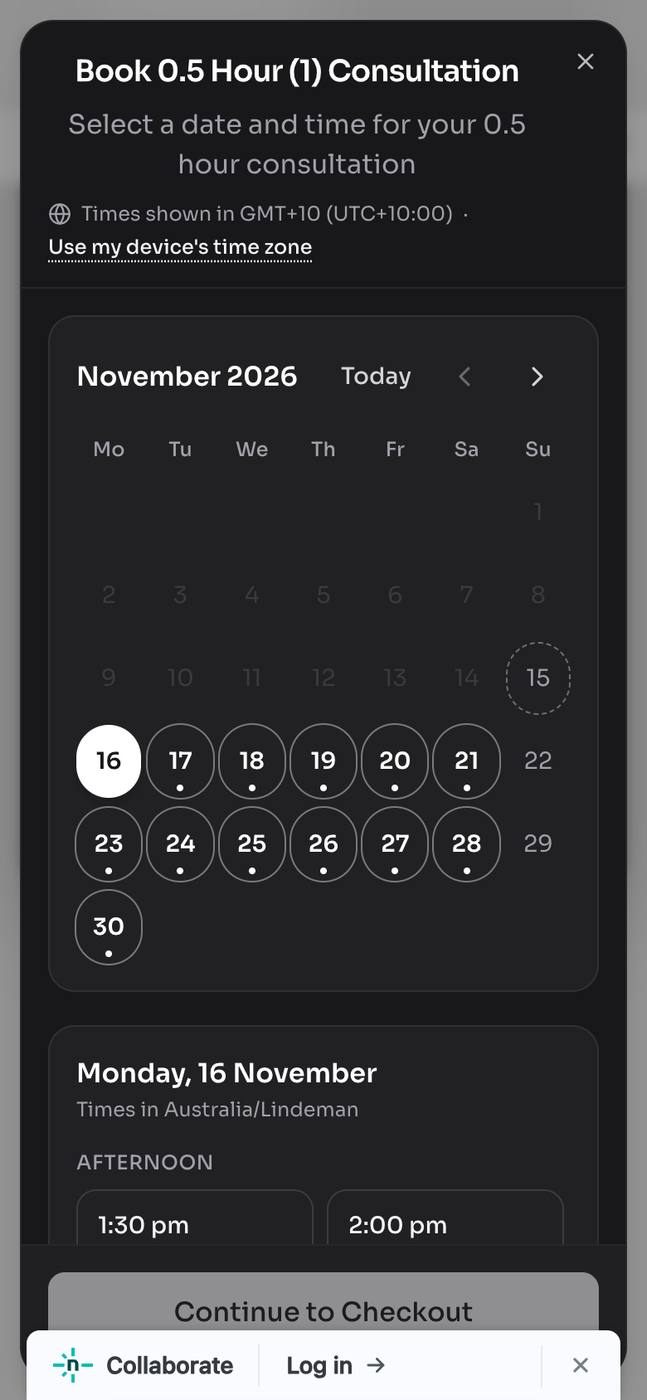 Book 0.5 Hour (1) Consultation
Select a date and time for your 0.5
hour consultation
Times shown in GMT+10 (UTC+10:00) ·
Use my device's time zone
November 2026 Today
Mo Tu We Th Fr Sa Su
1
2 3 4 5 6 7 8
9 10 11 12 13 14 15
16 17 18 19 20 21 22
23 24 25 26 27 28 29
30
Monday, 16 November
Times in Australia/Lindeman
AFTERNOON
1:30 pm 2:00 pm
Continue to Checkout
n Collaborate Log in →